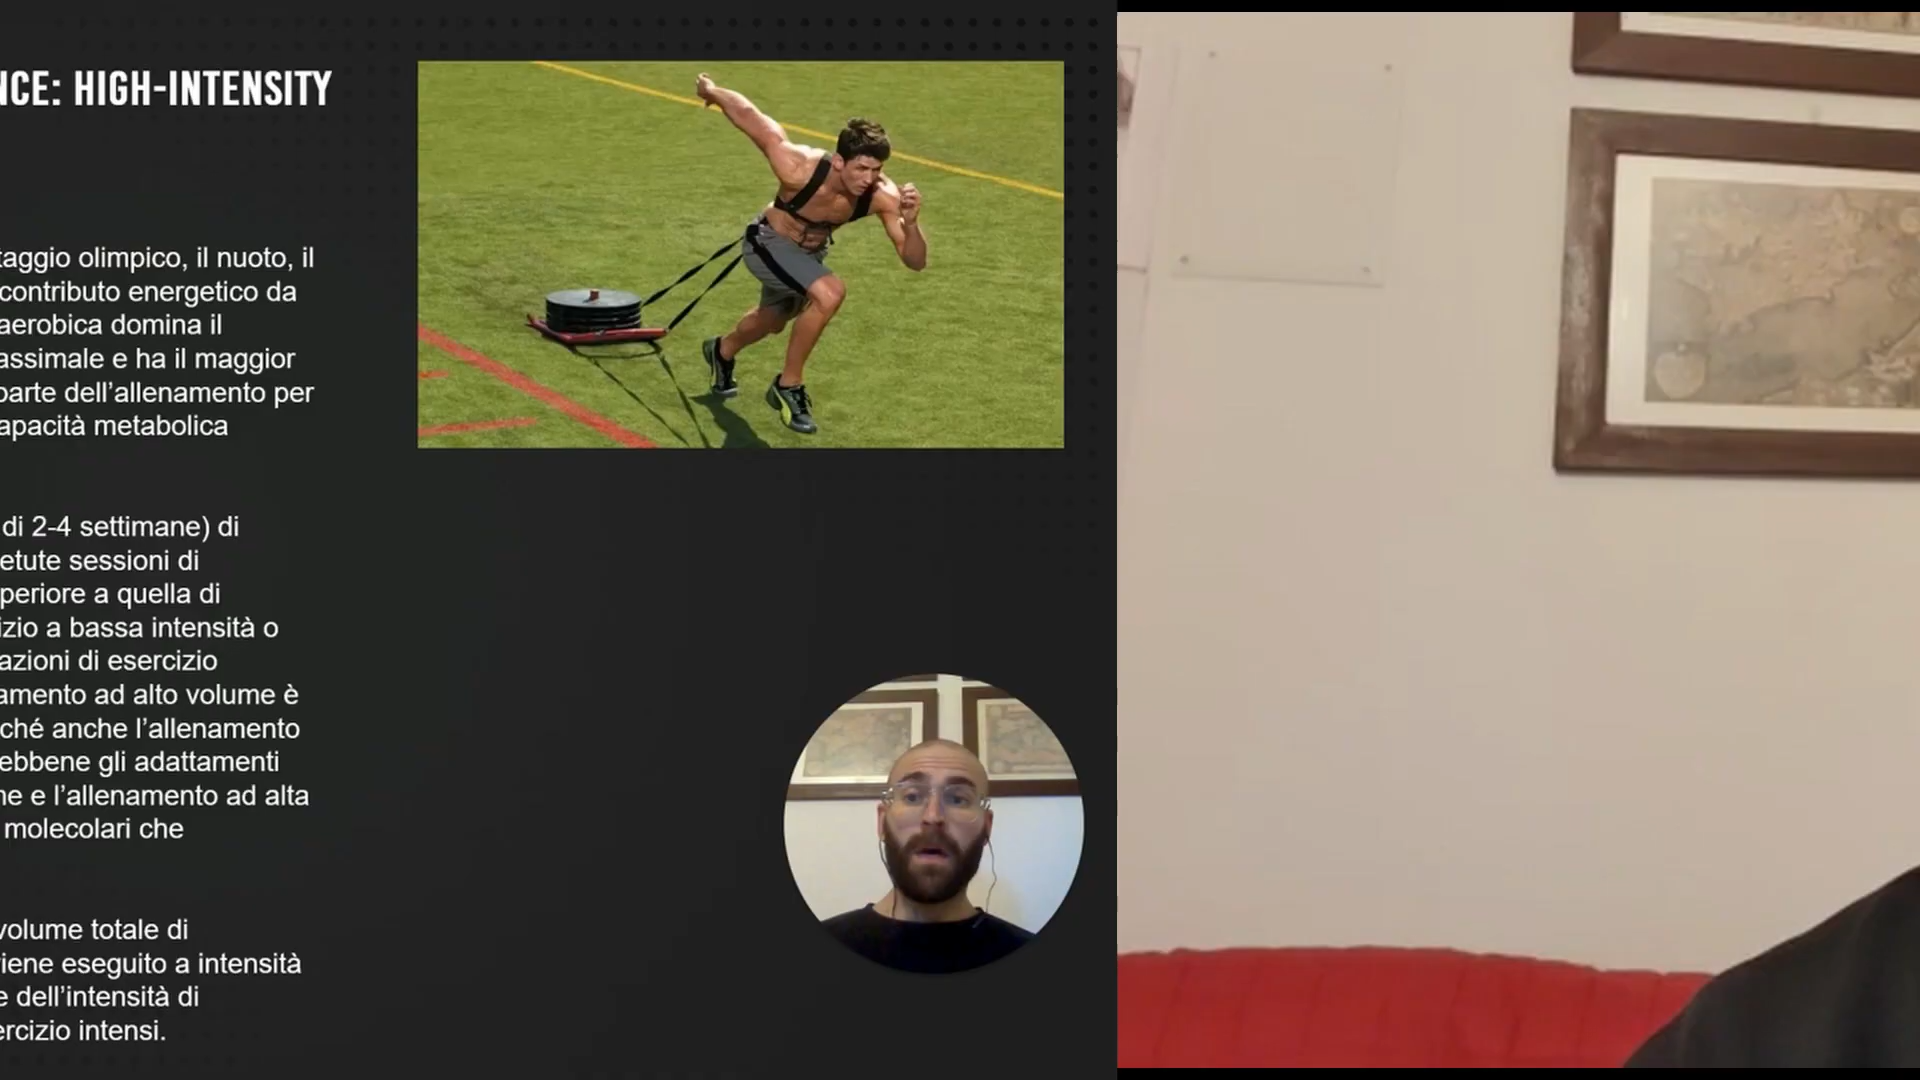 NCE: HIGH-INTENSITY
taggio olimpico, il nuoto, il
contributo energetico da
aerobica domina il
assimale e ha il maggior
parte dell’allenamento per
apacità metabolica
di 2-4 settimane) di
etute sessioni di
periore a quella di
izio a bassa intensità o
azioni di esercizio
amento ad alto volume è
ché anche l’allenamento
ebbene gli adattamenti
ne e l’allenamento ad alta
molecolari che
volume totale di
iene eseguito a intensità
e dell’intensità di
ercizio intensi.